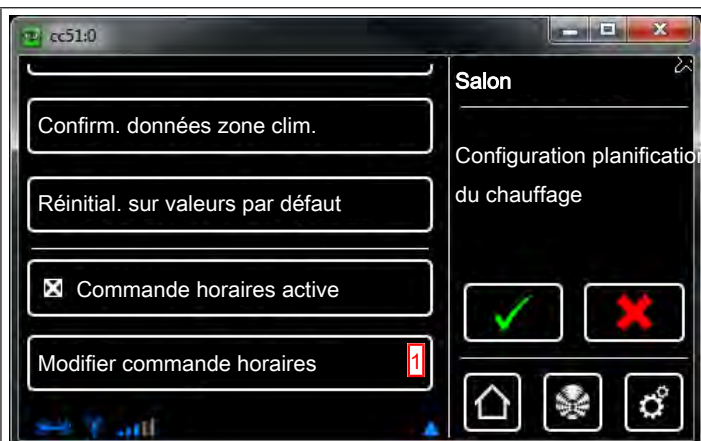 cc51:0
Confirm. données zone clim.
Réinitial. sur valeurs par défaut
Commande horaires active
Modifier commande horaires 1
Salon
Configuration planificatio
du chauffage